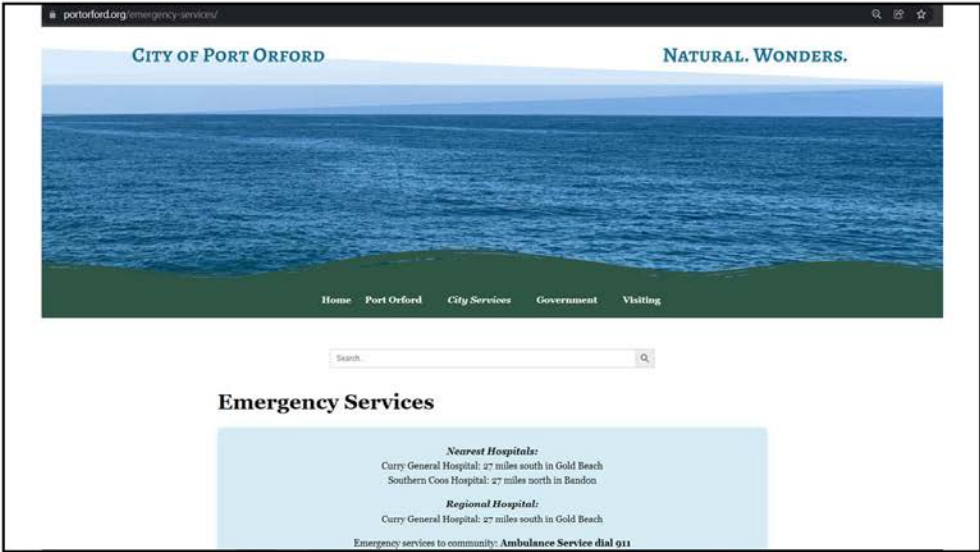 portorford.org/emergency-services/
CITY OF PORT ORFORD
NATURAL. WONDERS.
Home Port Orford City Services Government Visiting
Search..
Emergency Services
Nearest Hospitals:
Curry General Hospital: 27 miles south in Gold Beach
Southern Coos Hospital: 27 miles north in Bandon
Regional Hospital:
Curry General Hospital: 27 miles south in Gold Beach
Emergency services to community: Ambulance Service dial 911